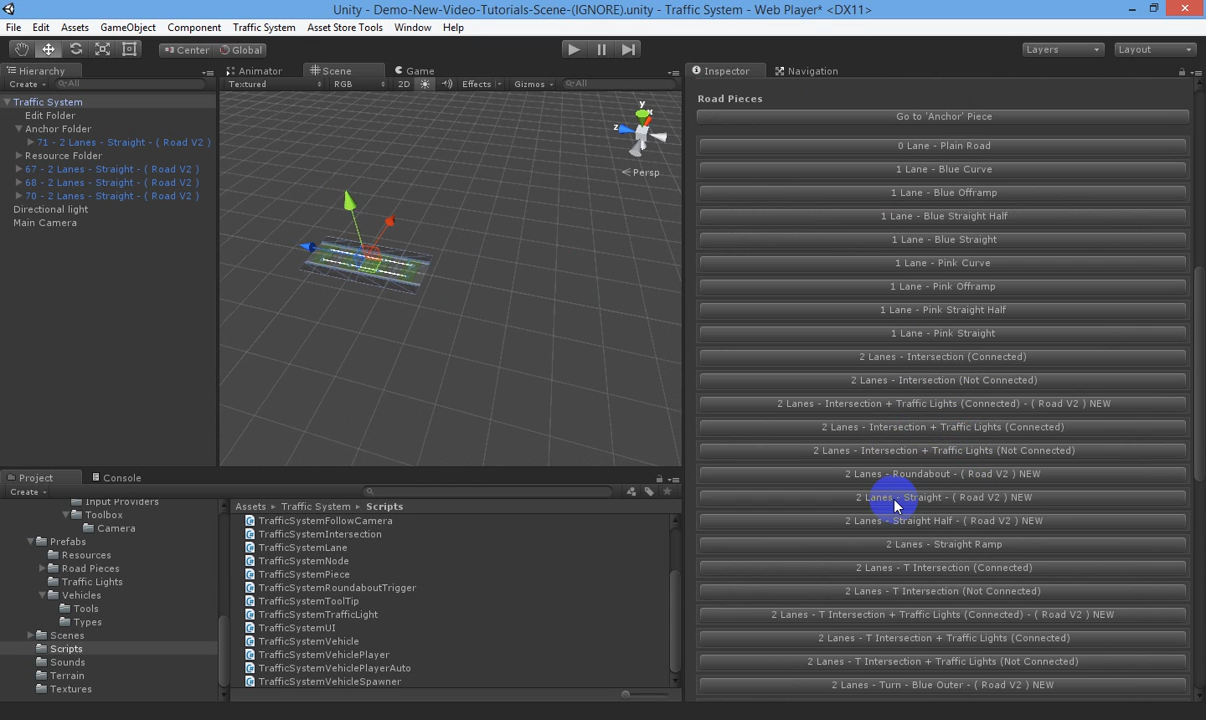 Unity - Demo-New-Video-Tutorials-Scene-(IGNORE).unity - Traffic System - Web Player* <DX11>
File Edit Assets GameObject Component Traffic System Asset Store Tools Window Help
Center Global Layers Layout
Hierarchy
Create All
Traffic System
Edit Folder
Anchor Folder
71 - 2 Lanes - Straight - ( Road V2 )
Resource Folder
67 - 2 Lanes - Straight - ( Road V2 )
68 - 2 Lanes - Straight - ( Road V2 )
70 - 2 Lanes - Straight - ( Road V2 )
Directional light
Main Camera
Animator Scene Game
Textured RGB 2D Effects Gizmos All
y
x
z
Persp
Inspector Navigation
Road Pieces
Go to 'Anchor' Piece
0 Lane - Plain Road
1 Lane - Blue Curve
1 Lane - Blue Offramp
1 Lane - Blue Straight Half
1 Lane - Blue Straight
1 Lane - Pink Curve
1 Lane - Pink Offramp
1 Lane - Pink Straight Half
1 Lane - Pink Straight
2 Lanes - Intersection (Connected)
2 Lanes - Intersection (Not Connected)
2 Lanes - Intersection + Traffic Lights (Connected) - ( Road V2 ) NEW
2 Lanes - Intersection + Traffic Lights (Connected)
2 Lanes - Intersection + Traffic Lights (Not Connected)
2 Lanes - Roundabout - ( Road V2 ) NEW
2 Lanes - Straight - ( Road V2 ) NEW
2 Lanes - Straight Half - ( Road V2 ) NEW
2 Lanes - Straight Ramp
2 Lanes - T Intersection (Connected)
2 Lanes - T Intersection (Not Connected)
2 Lanes - T Intersection + Traffic Lights (Connected) - ( Road V2 ) NEW
2 Lanes - T Intersection + Traffic Lights (Connected)
2 Lanes - T Intersection + Traffic Lights (Not Connected)
2 Lanes - Turn - Blue Outer - ( Road V2 ) NEW
Project Console
Create
Input Providers
Toolbox
Camera
Prefabs
Resources
Road Pieces
Traffic Lights
Vehicles
Tools
Types
Scenes
Scripts
Sounds
Terrain
Textures
Assets Traffic System Scripts
TrafficSystemFollowCamera
TrafficSystemIntersection
TrafficSystemLane
TrafficSystemNode
TrafficSystemPiece
TrafficSystemRoundaboutTrigger
TrafficSystemToolTip
TrafficSystemTrafficLight
TrafficSystemUI
TrafficSystemVehicle
TrafficSystemVehiclePlayer
TrafficSystemVehiclePlayerAuto
TrafficSystemVehicleSpawner